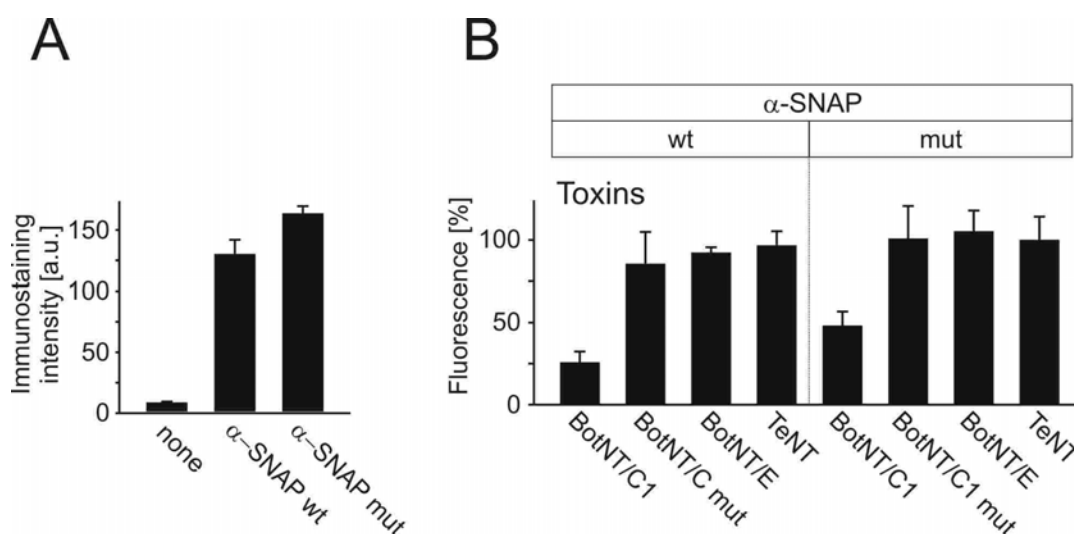 A
Immunostaining
intensity [a.u.]
150
100
50
0
none
α–SNAP wt
α–SNAP mut
B
α-SNAP
wt
mut
Toxins
Fluorescence [%]
100
50
0
BotNT/C1
BotNT/C mut
BotNT/E
TeNT
BotNT/C1
BotNT/C1 mut
BotNT/E
TeNT